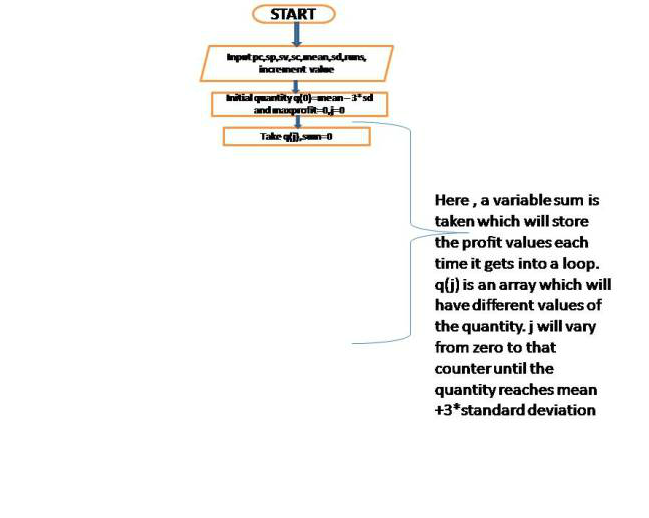 START
Input pc,sp,sv,sc,mean,sd,runs,
increment value
Initial quantity q(0)=mean-3*sd
and maxprofit=0,j=0
Take q(j),sum=0
Here , a variable sum is
taken which will store
the profit values each
time it gets into a loop.
q(j) is an array which will
have different values of
the quantity. j will vary
from zero to that
counter until the
quantity reaches mean
+3*standard deviation